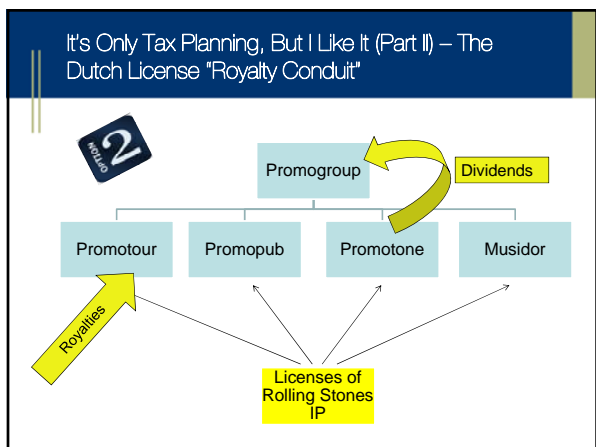 It's Only Tax Planning, But I Like It (Part II) – The
Dutch License "Royalty Conduit"
OPTION
2
Promogroup
Dividends
Promotour
Promopub
Promotone
Musidor
Royalties
Licenses of
Rolling Stones
IP